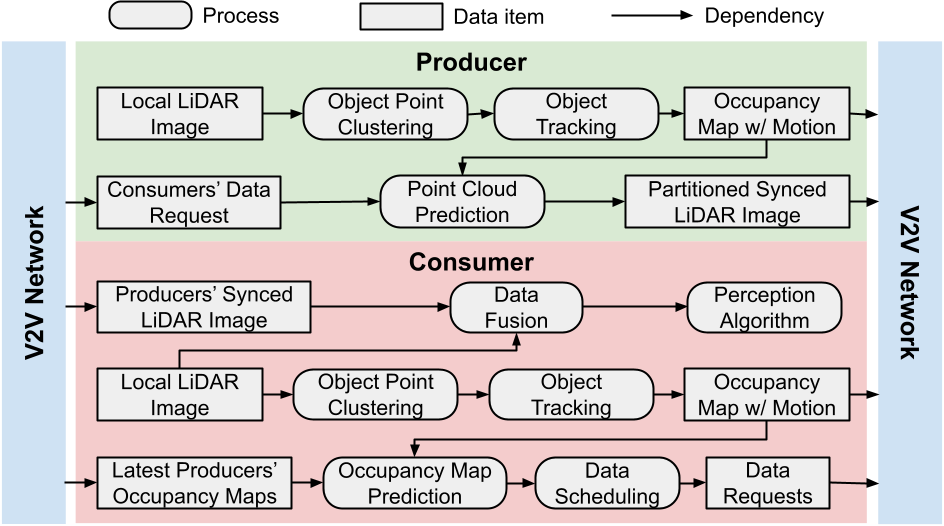 Process
Data item
Dependency
V2V Network
Producer
Local LiDAR
Image
Object Point
Clustering
Object
Tracking
Occupancy
Map w/ Motion
Consumers' Data
Request
Point Cloud
Prediction
Partitioned Synced
LiDAR Image
Consumer
Producers' Synced
LiDAR Image
Data
Fusion
Perception
Algorithm
Local LiDAR
Image
Object Point
Clustering
Object
Tracking
Occupancy
Map w/ Motion
Latest Producers'
Occupancy Maps
Occupancy Map
Prediction
Data
Scheduling
Data
Requests
V2V Network